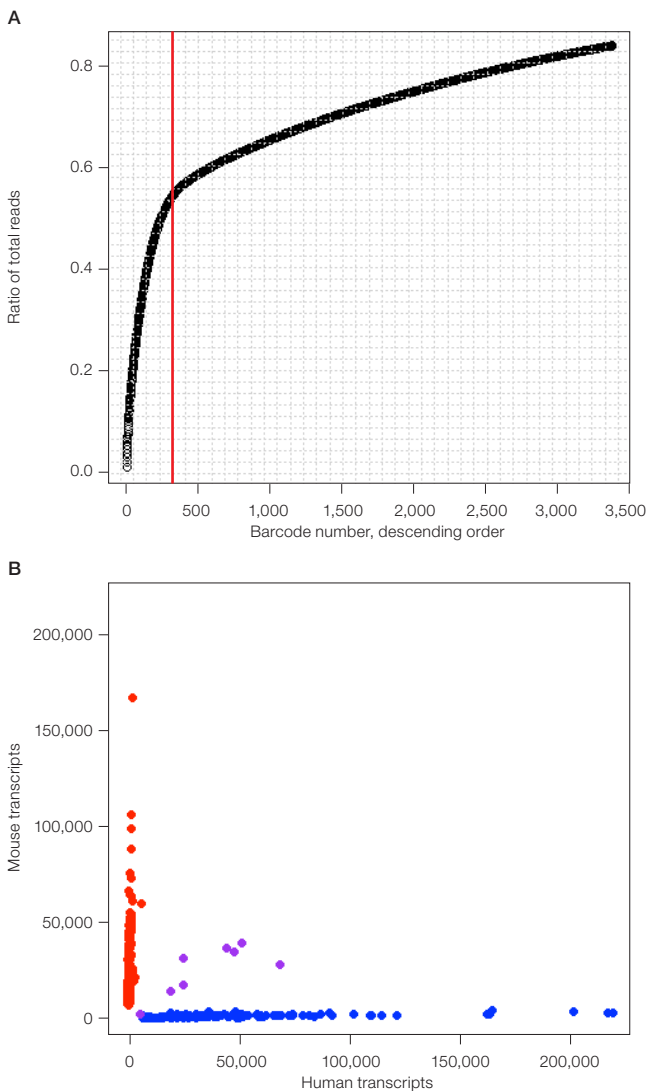 A
0.8
0.6
0.4
0.2
0.0
Ratio of total reads
0 500 1,000 1,500 2,000 2,500 3,000 3,500
Barcode number, descending order
B
200,000
150,000
100,000
50,000
0
Mouse transcripts
0 50,000 100,000 150,000 200,000
Human transcripts